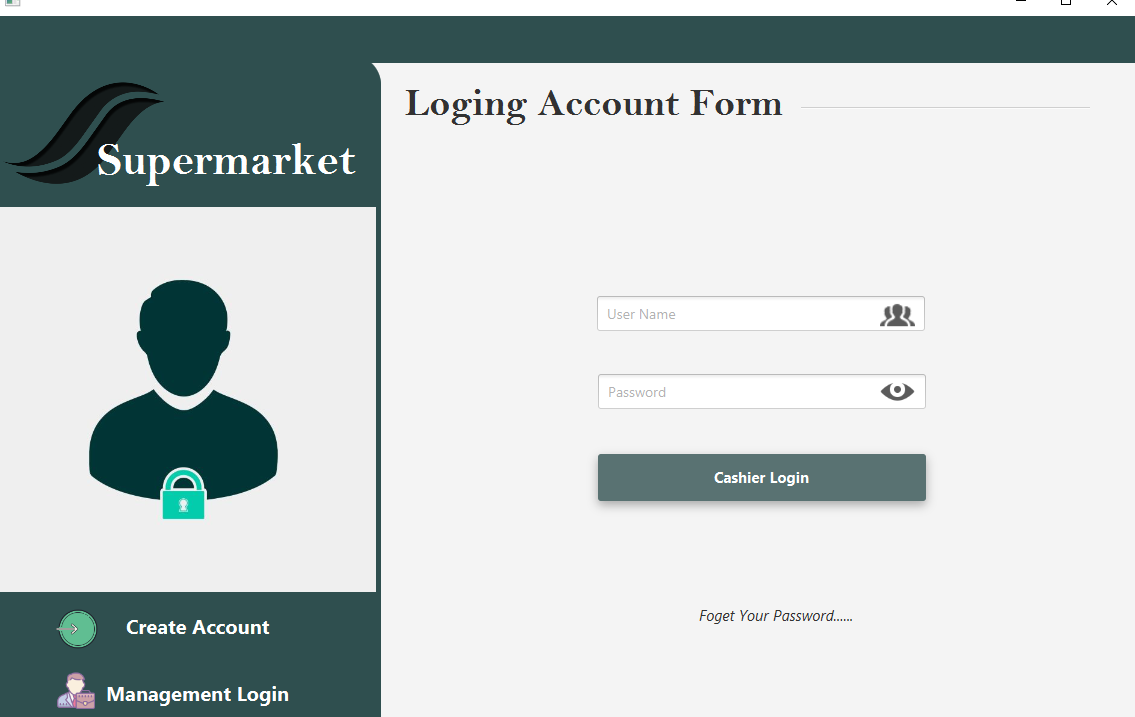 Supermarket
Create Account
Management Login
Loging Account Form
User Name
Password
Cashier Login
Foget Your Password......